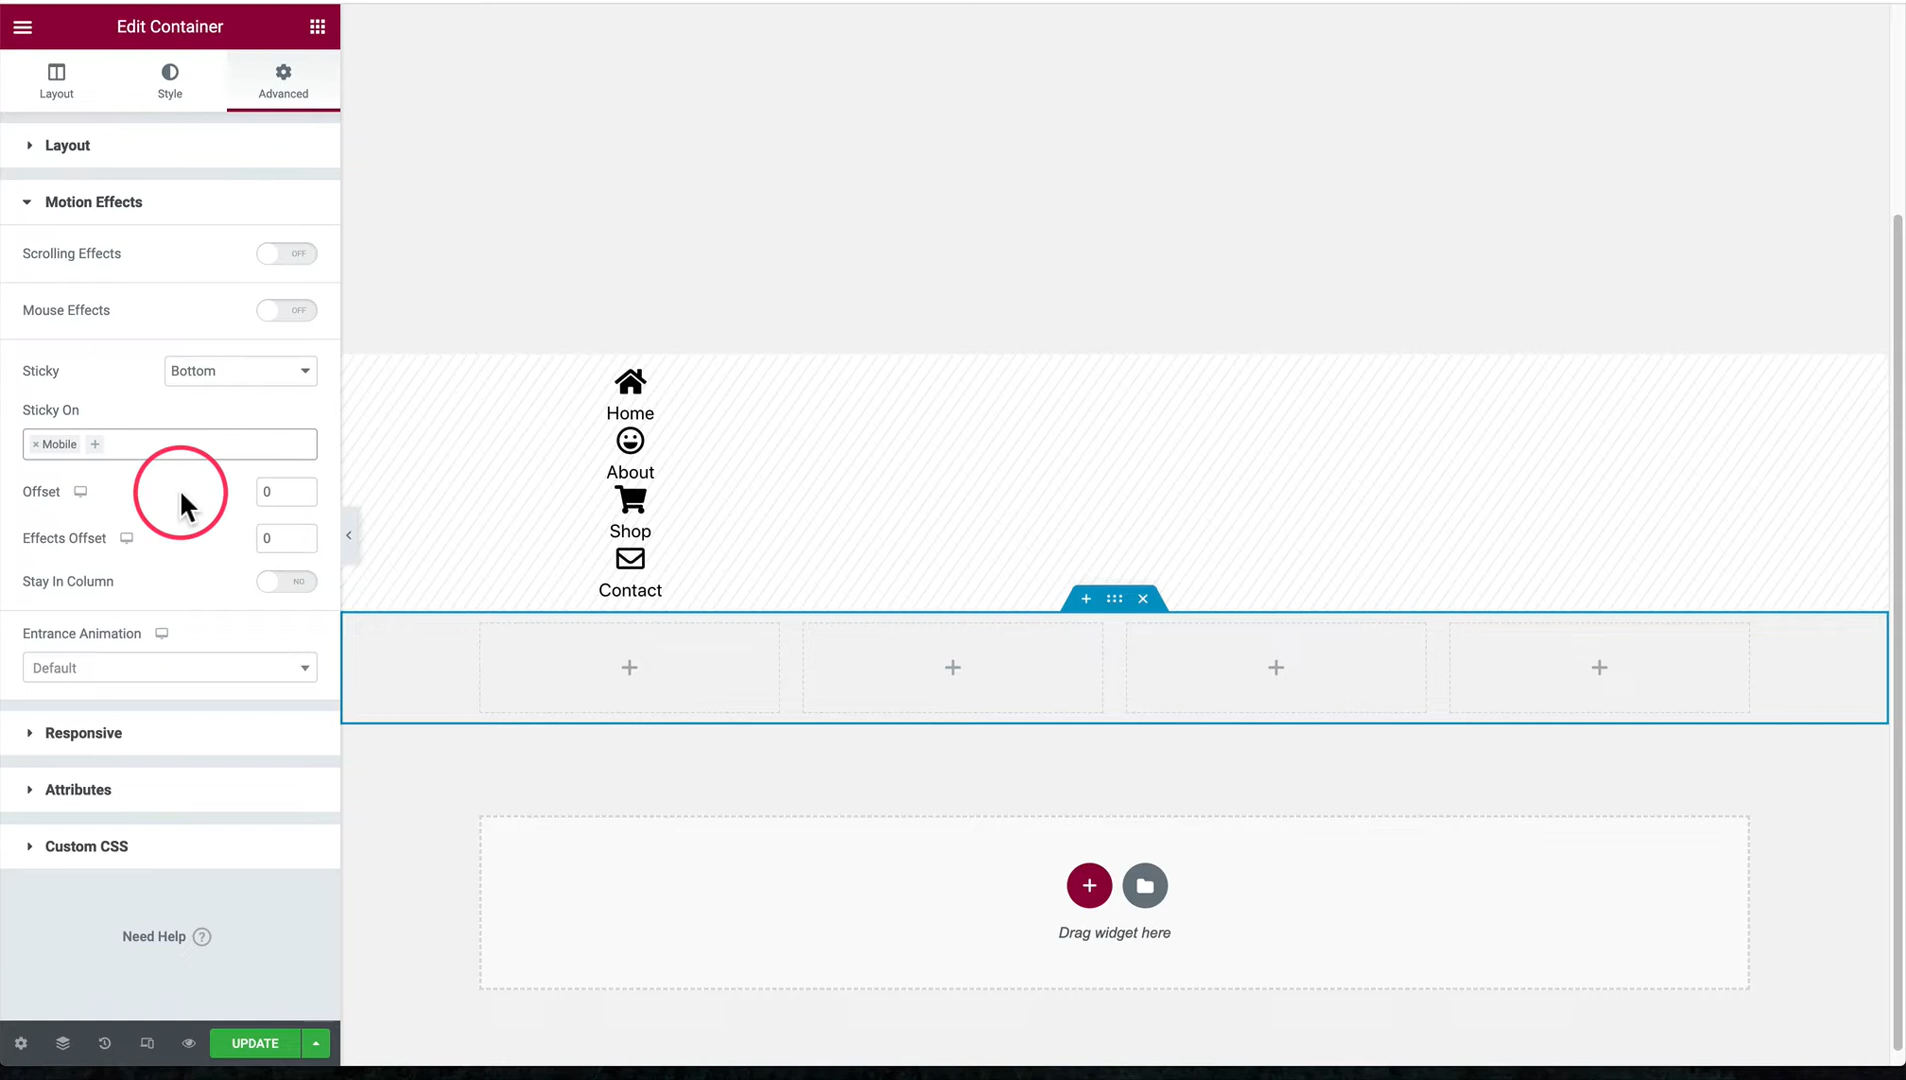 Edit Container
Layout
Style
Advanced
Layout
Motion Effects
Scrolling Effects
OFF
Mouse Effects
OFF
Sticky
Bottom
Sticky On
× Mobile +
Offset
0
Effects Offset
0
Stay In Column
NO
Entrance Animation
Default
Responsive
Attributes
Custom CSS
Need Help ?
UPDATE
Home
About
Shop
Contact
Drag widget here